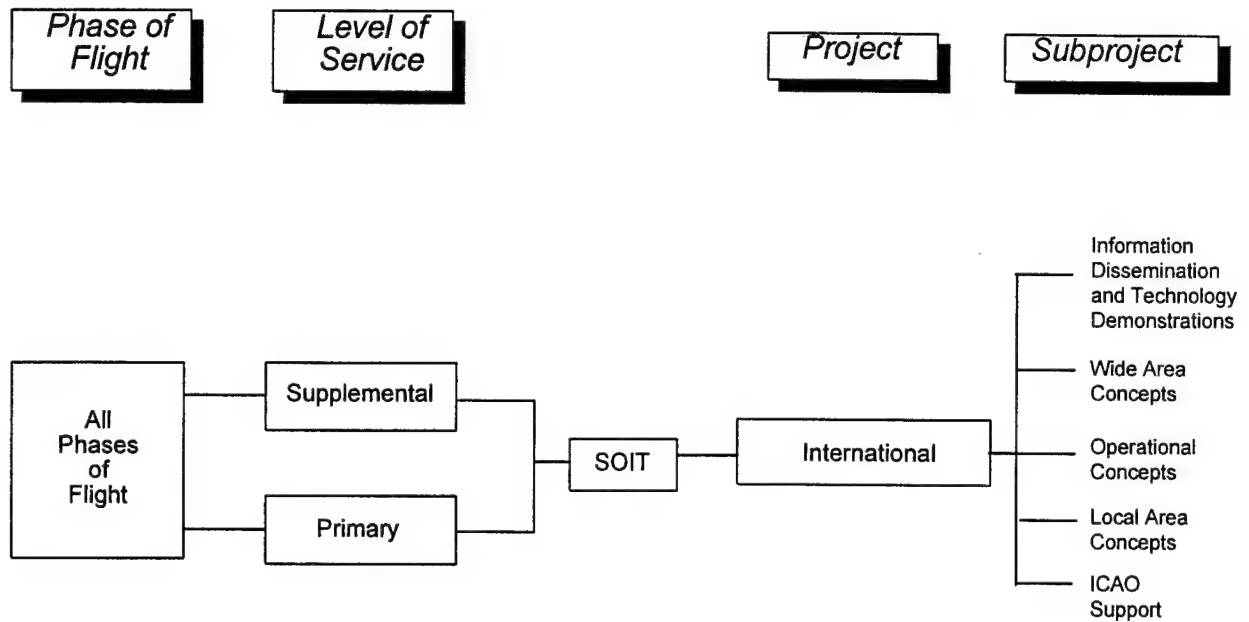 Phase of
Flight
Level of
Service
Project
Subproject
All
Phases
of
Flight
Supplemental
Primary
SOIT
International
Information
Dissemination
and Technology
Demonstrations
Wide Area
Concepts
Operational
Concepts
Local Area
Concepts
ICAO
Support